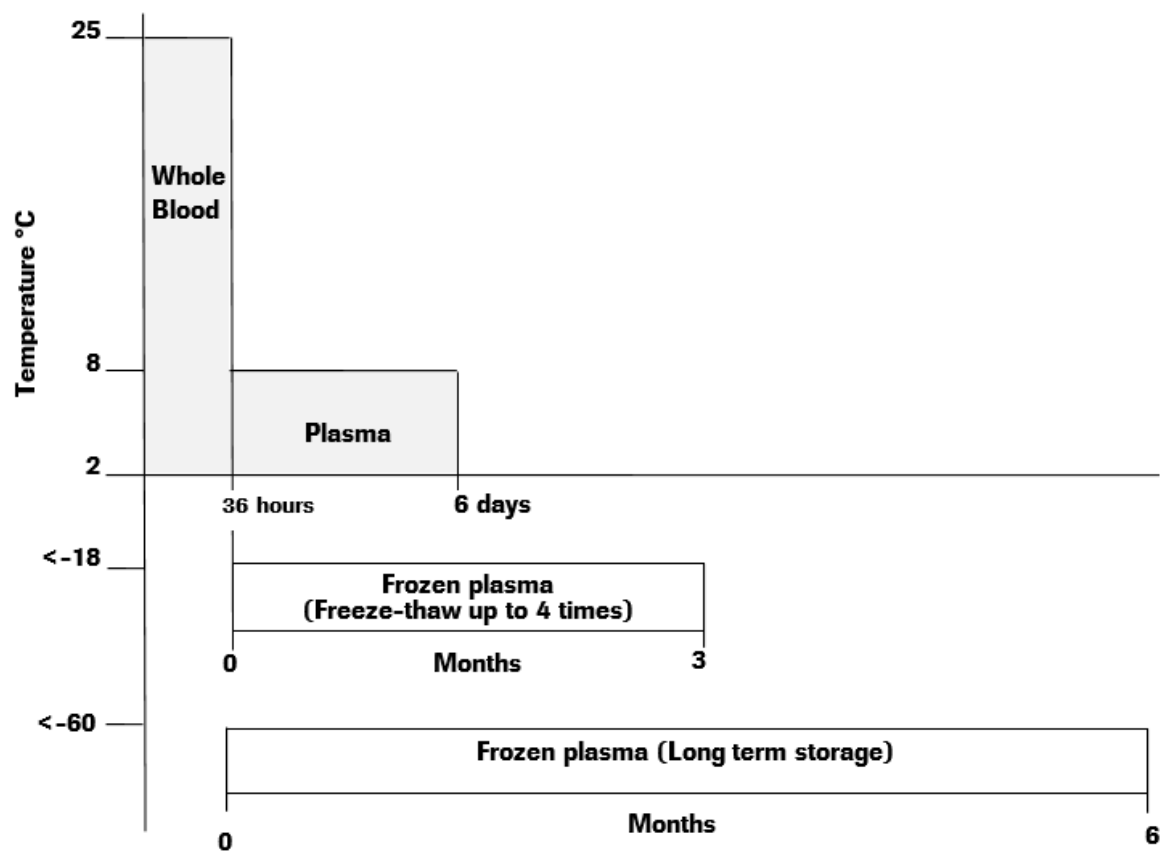 25
Whole
Blood
Temperature °C
8
Plasma
2
36 hours
6 days
<-18
Frozen plasma
(Freeze-thaw up to 4 times)
0
Months
3
<-60
Frozen plasma (Long term storage)
0
Months
6